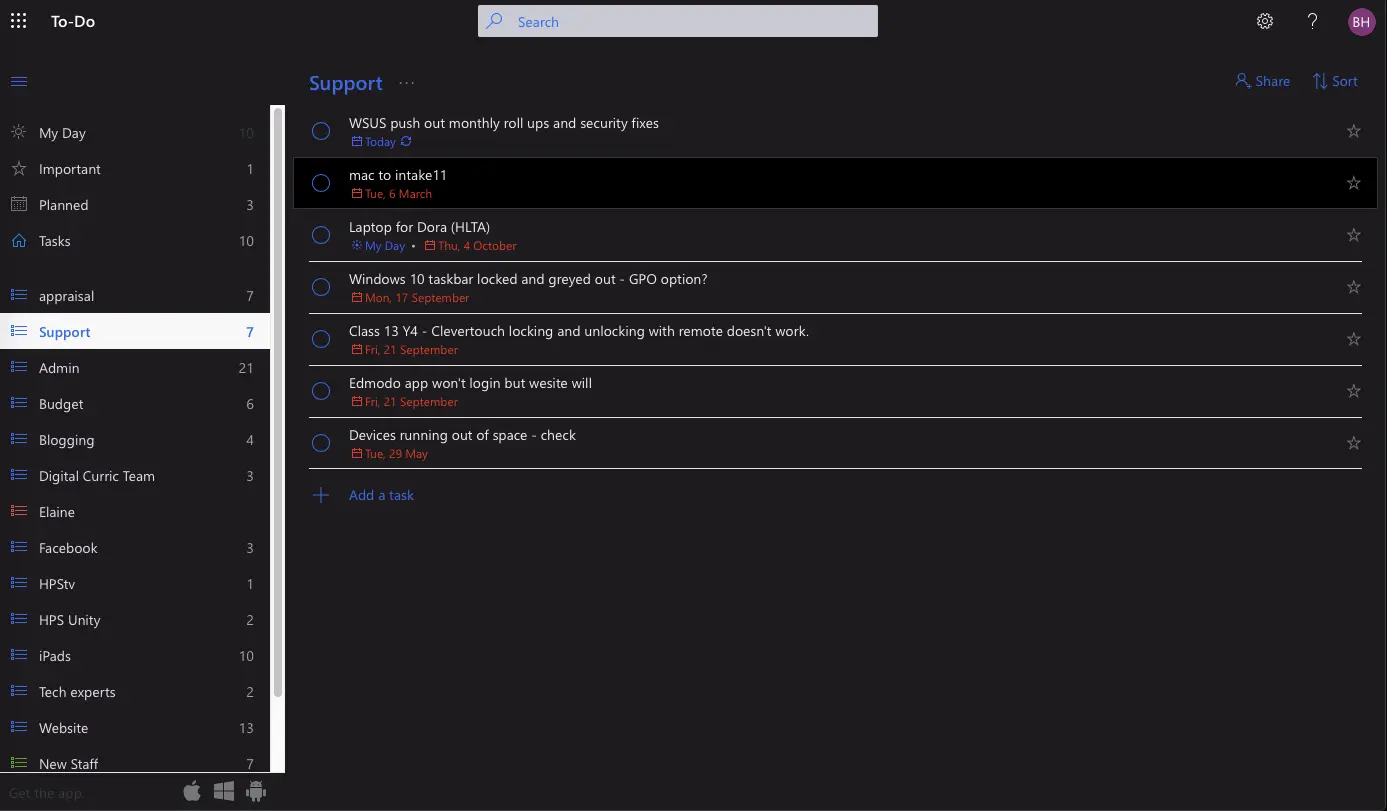 To-Do
Search
?
BH
Support ...
Share
Sort
My Day 10
Important 1
Planned 3
Tasks 10
appraisal 7
Support 7
Admin 21
Budget 6
Blogging 4
Digital Curric Team 3
Elaine
Facebook 3
HPStv 1
HPS Unity 2
iPads 10
Tech experts 2
Website 13
New Staff 7
Get the app
WSUS push out monthly roll ups and security fixes
Today
mac to intake11
Tue, 6 March
Laptop for Dora (HLTA)
My Day • Thu, 4 October
Windows 10 taskbar locked and greyed out - GPO option?
Mon, 17 September
Class 13 Y4 - Clevertouch locking and unlocking with remote doesn't work.
Fri, 21 September
Edmodo app won't login but wesite will
Fri, 21 September
Devices running out of space - check
Tue, 29 May
Add a task